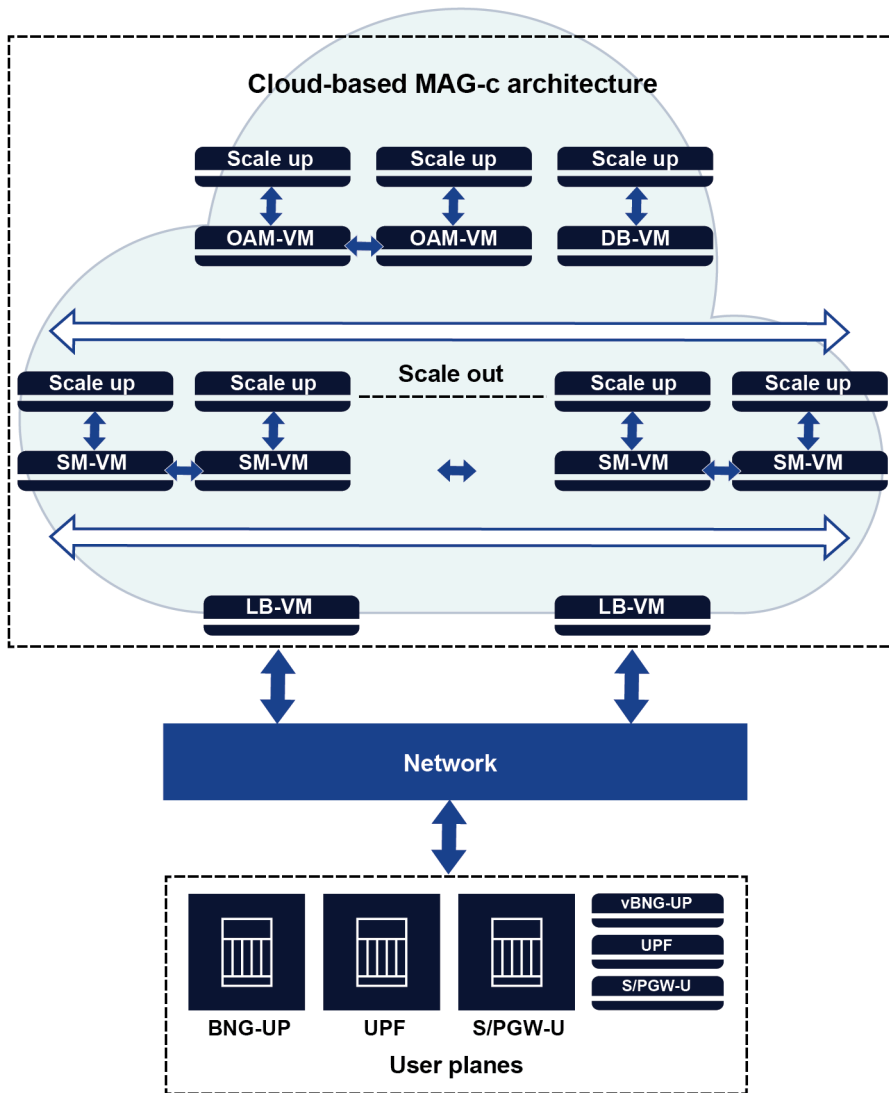 Cloud-based MAG-c architecture
Scale up
Scale up
Scale up
OAM-VM
OAM-VM
DB-VM
Scale out
Scale up
Scale up
Scale up
Scale up
SM-VM
SM-VM
SM-VM
SM-VM
LB-VM
LB-VM
Network
vBNG-UP
UPF
S/PGW-U
BNG-UP
UPF
S/PGW-U
User planes